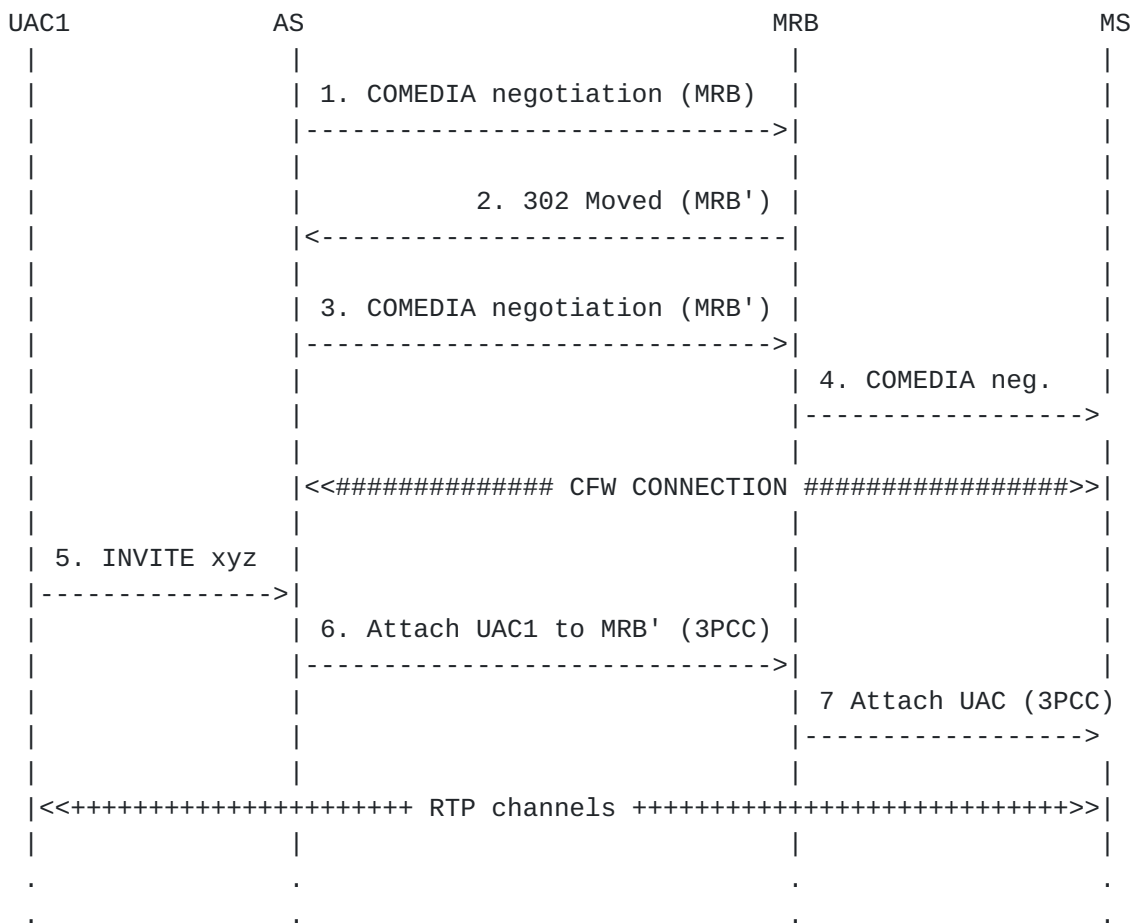 UAC1 AS MRB MS
1. COMEDIA negotiation (MRB)
2. 302 Moved (MRB')
3. COMEDIA negotiation (MRB')
4. COMEDIA neg.
<<############## CFW CONNECTION #################>>
5. INVITE xyz
6. Attach UAC1 to MRB' (3PCC)
7 Attach UAC (3PCC)
<<++++++++++++++++++++++ RTP channels ++++++++++++++++++++++++++++>>